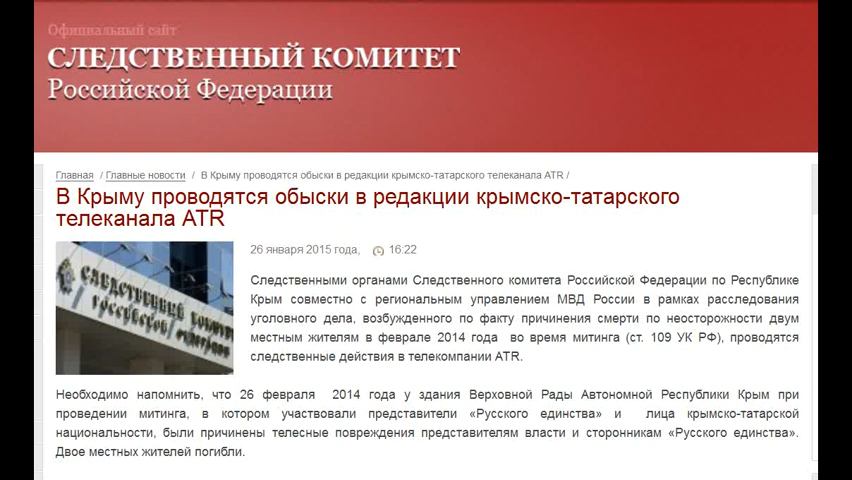 Официальный сайт
СЛЕДСТВЕННЫЙ КОМИТЕТ
Российской Федерации
Главная / Главные новости / В Крыму проводятся обыски в редакции крымско-татарского телеканала ATR /
В Крыму проводятся обыски в редакции крымско-татарского
телеканала ATR
26 января 2015 года, 16:22
СЛЕДСТВЕННЫЙ КОМИТЕТ
РОССИЙСКОЙ ФЕДЕРАЦИИ
Следственными органами Следственного комитета Российской Федерации по Республике
Крым совместно с региональным управлением МВД России в рамках расследования
уголовного дела, возбужденного по факту причинения смерти по неосторожности двум
местным жителям в феврале 2014 года во время митинга (ст. 109 УК РФ), проводятся
следственные действия в телекомпании ATR.
Необходимо напомнить, что 26 февраля 2014 года у здания Верховной Рады Автономной Республики Крым при
проведении митинга, в котором участвовали представители «Русского единства» и лица крымско-татарской
национальности, были причинены телесные повреждения представителям власти и сторонникам «Русского единства».
Двое местных жителей погибли.